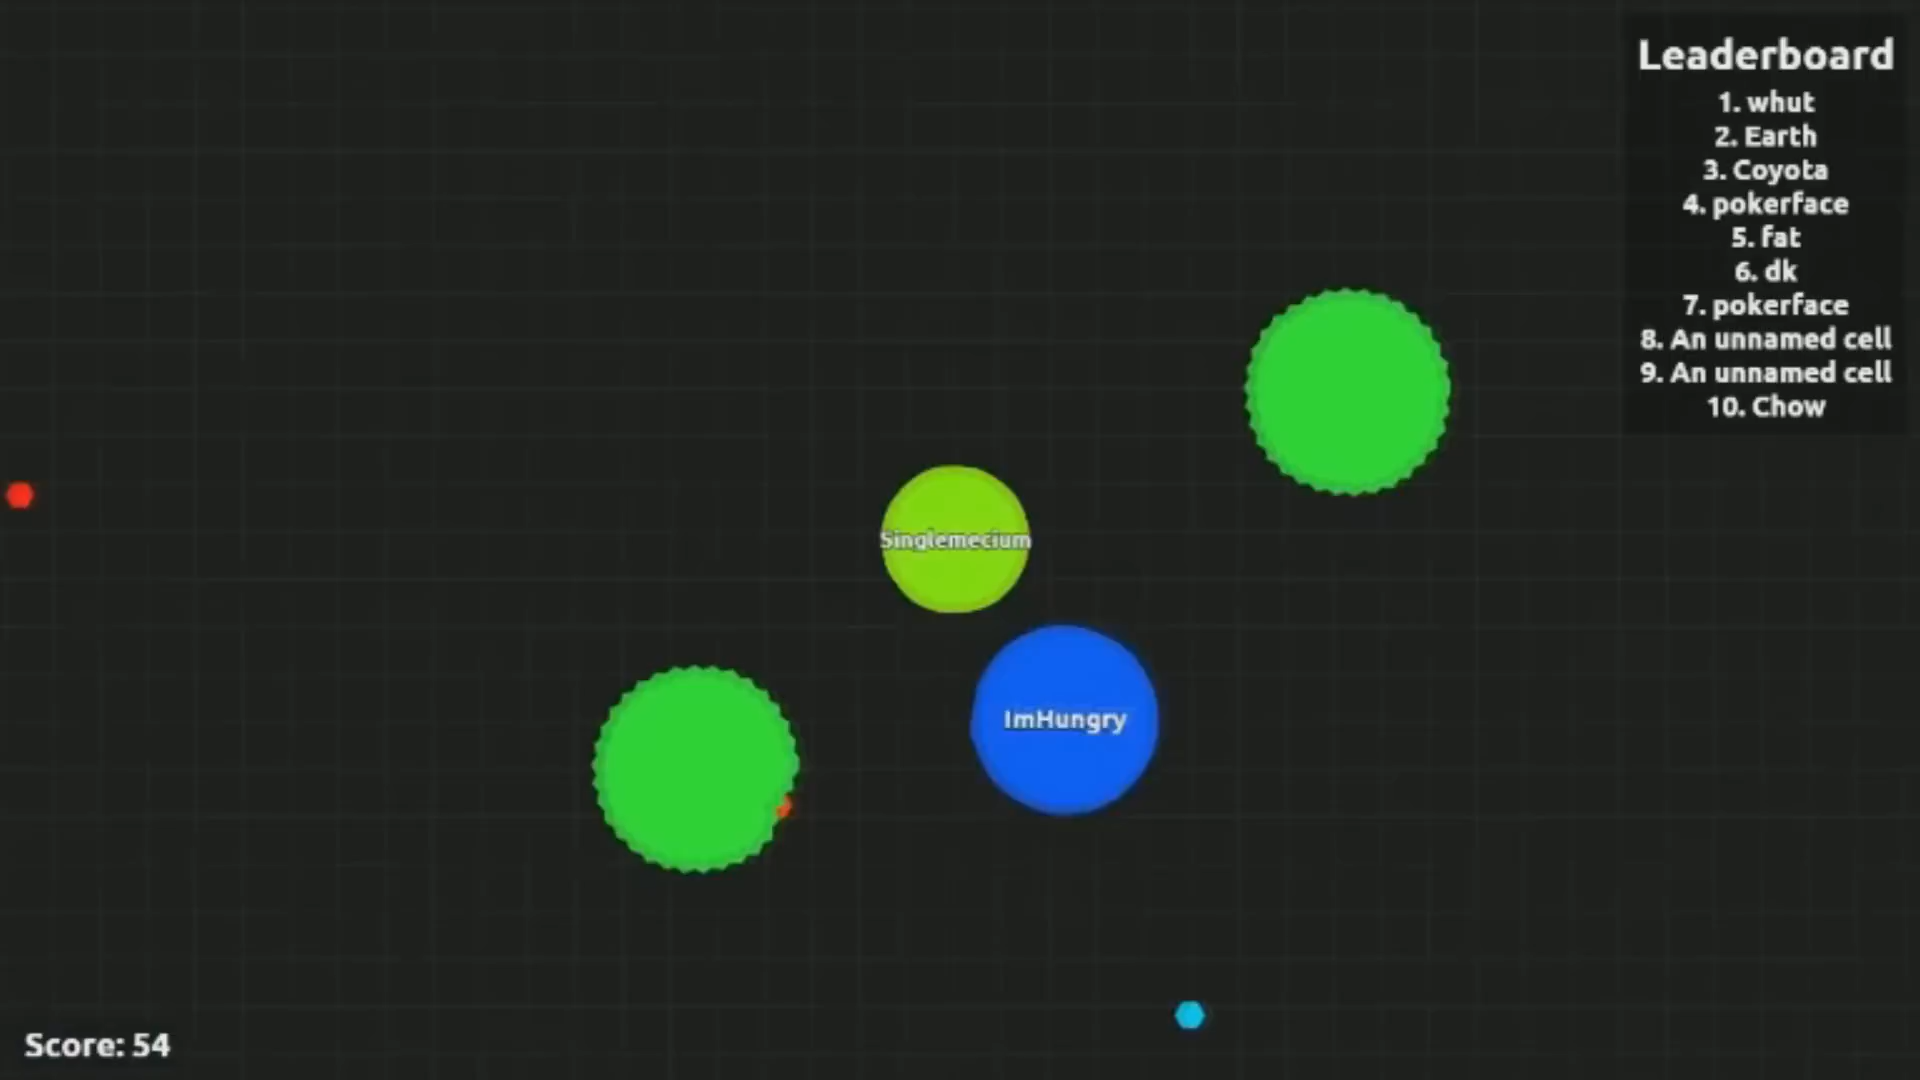 Leaderboard
1. whut
2. Earth
3. Coyota
4. pokerface
5. fat
6. dk
7. pokerface
8. An unnamed cell
9. An unnamed cell
10. Chow
Singlemecium
ImHungry
Score: 54